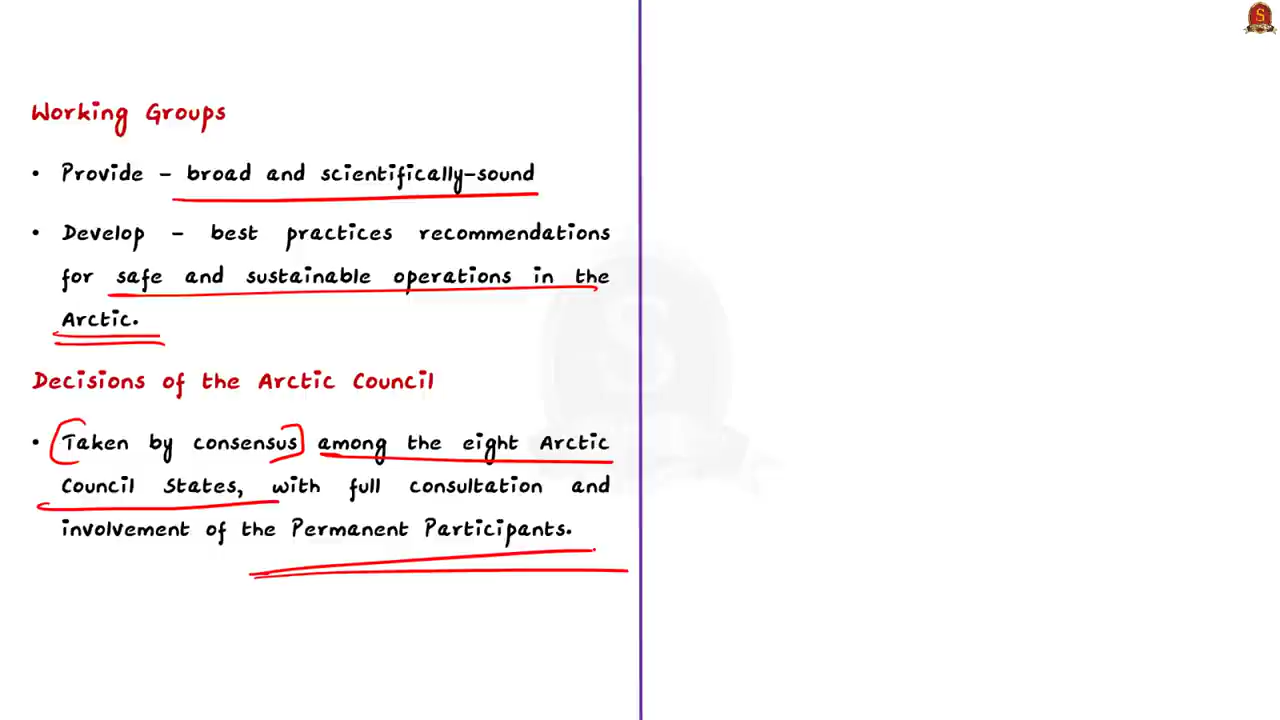 Working Groups
• Provide – broad and scientifically-sound
• Develop – best practices recommendations
for safe and sustainable operations in the
Arctic.
Decisions of the Arctic Council
• Taken by consensus among the eight Arctic
Council States, with full consultation and
involvement of the Permanent Participants.
S